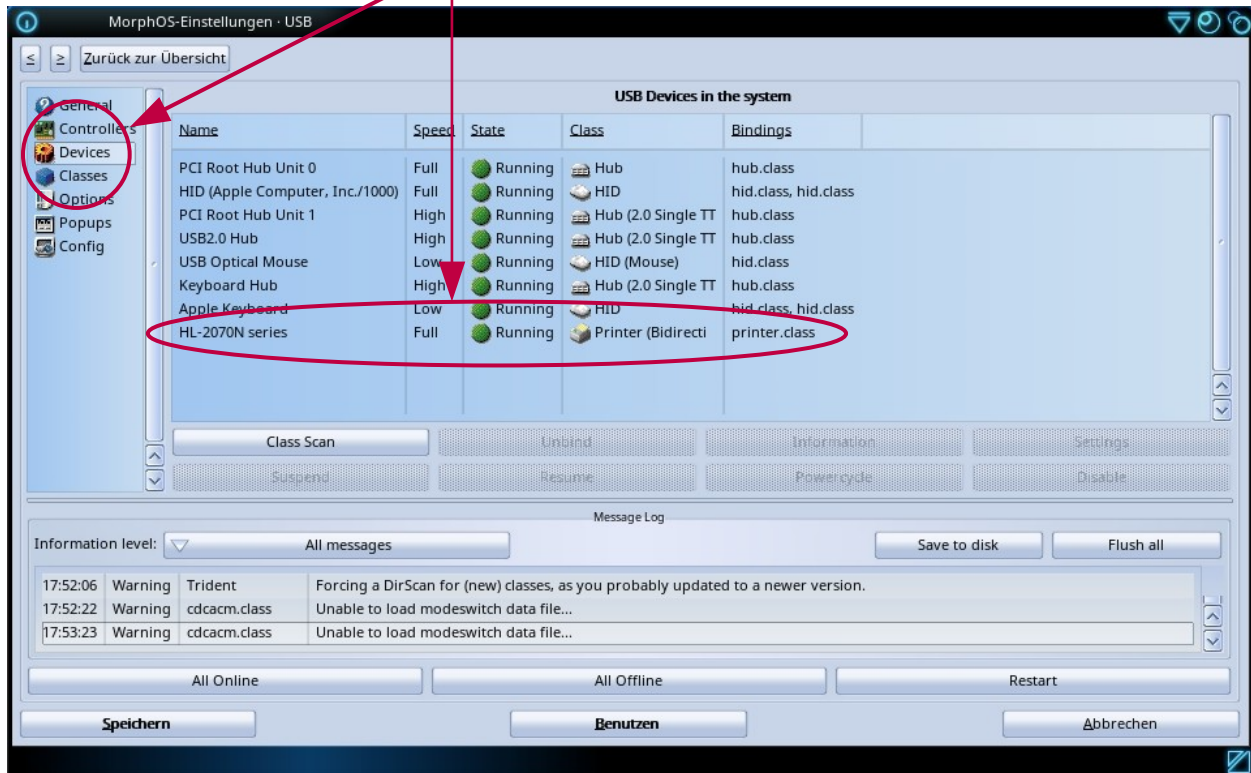 MorphOS-Einstellungen · USB
≤ ≥ Zurück zur Übersicht
General
Controllers
Devices
Classes
Options
Popups
Config
USB Devices in the system
Name Speed State Class Bindings
PCI Root Hub Unit 0 Full Running Hub hub.class
HID (Apple Computer, Inc./1000) Full Running HID hid.class, hid.class
PCI Root Hub Unit 1 High Running Hub (2.0 Single TT hub.class
USB2.0 Hub High Running Hub (2.0 Single TT hub.class
USB Optical Mouse Low Running HID (Mouse) hid.class
Keyboard Hub High Running Hub (2.0 Single TT hub.class
Apple Keyboard Low Running HID hid.class, hid.class
HL-2070N series Full Running Printer (Bidirecti printer.class
Class Scan Unbind Information Settings
Suspend Resume Powercycle Disable
Message Log
Information level: All messages Save to disk Flush all
17:52:06 Warning Trident Forcing a DirScan for (new) classes, as you probably updated to a newer version.
17:52:22 Warning cdcacm.class Unable to load modeswitch data file...
17:53:23 Warning cdcacm.class Unable to load modeswitch data file...
All Online All Offline Restart
Speichern Benutzen Abbrechen